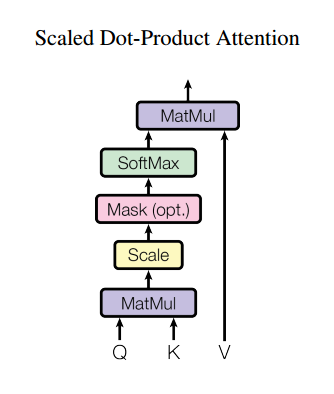 Scaled Dot-Product Attention
MatMul
SoftMax
Mask (opt.)
Scale
MatMul
Q K V